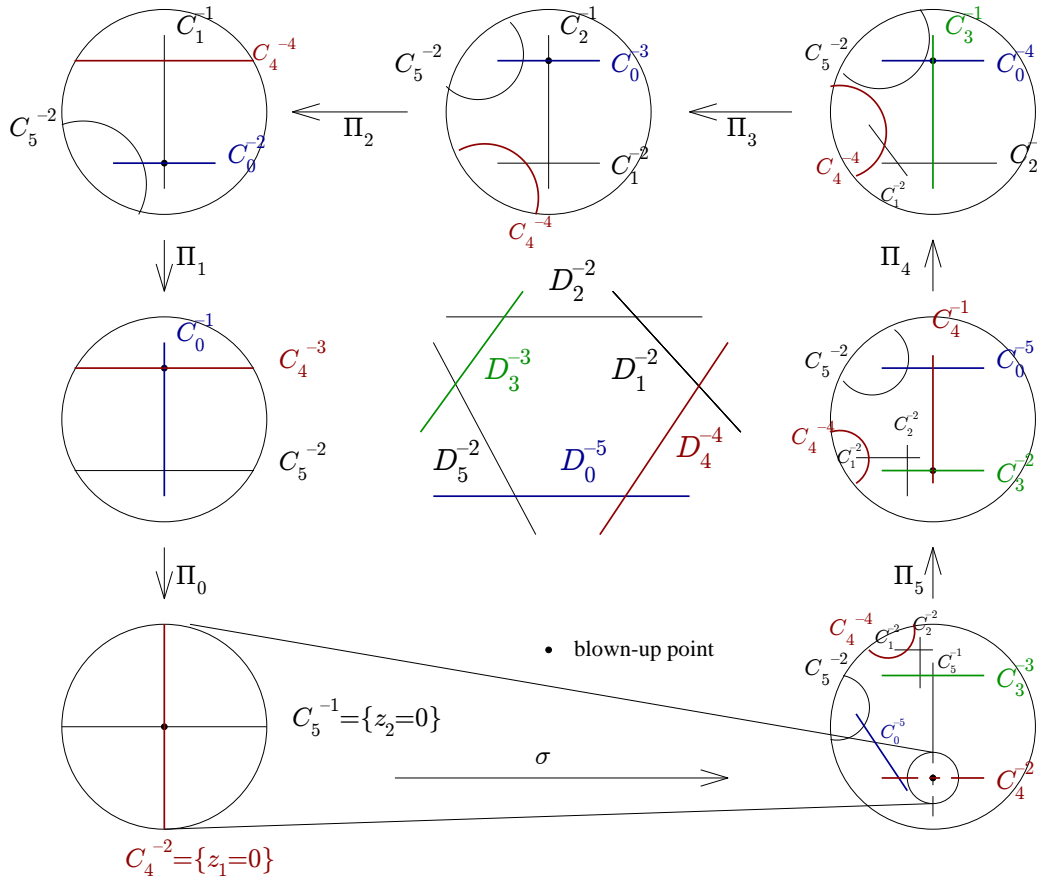 C_1^{-1}
C_4^{-4}
C_5^{-2}
C_0^{-2}
Π_2
C_2^{-1}
C_5^{-2}
C_0^{-3}
C_1^{-2}
C_4^{-4}
Π_3
C_3^{-1}
C_5^{-2}
C_0^{-4}
C_4^{-4}
C_1^{-2}
C_2^{-2}
Π_1
Π_4
C_0^{-1}
C_4^{-3}
C_5^{-2}
D_2^{-2}
D_3^{-3}
D_1^{-2}
D_5^{-2}
D_0^{-5}
D_4^{-4}
C_4^{-1}
C_5^{-2}
C_0^{-5}
C_4^{-4}
C_2^{-2}
C_1^{-2}
C_3^{-2}
Π_0
Π_5
• blown-up point
C_5^{-1}={z_2=0}
σ
C_4^{-2}={z_1=0}
C_4^{-4}
C_1^{-2}
C_2^{-2}
C_5^{-2}
C_5^{-1}
C_3^{-3}
C_0^{-5}
C_4^{-2}